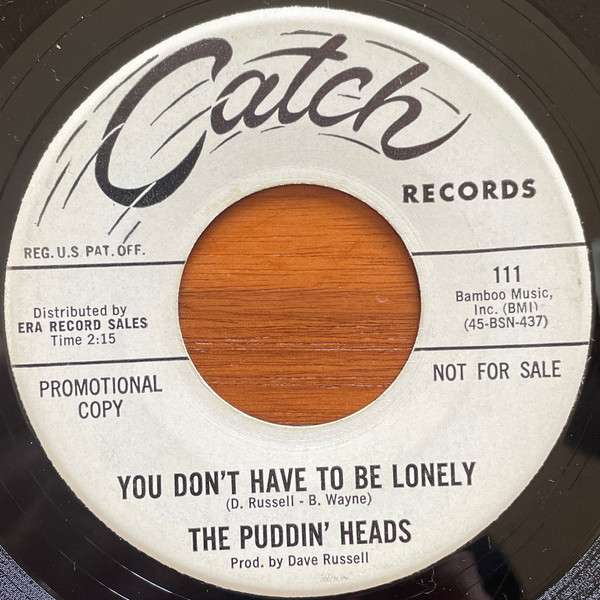 Catch
RECORDS
REG. U.S. PAT. OFF.
Distributed by
ERA RECORD SALES
Time 2:15
111
Bamboo Music,
Inc. (BMI)
(45-BSN-437)
PROMOTIONAL
COPY
NOT FOR SALE
YOU DON'T HAVE TO BE LONELY
(D. Russell - B. Wayne)
THE PUDDIN' HEADS
Prod. by Dave Russell